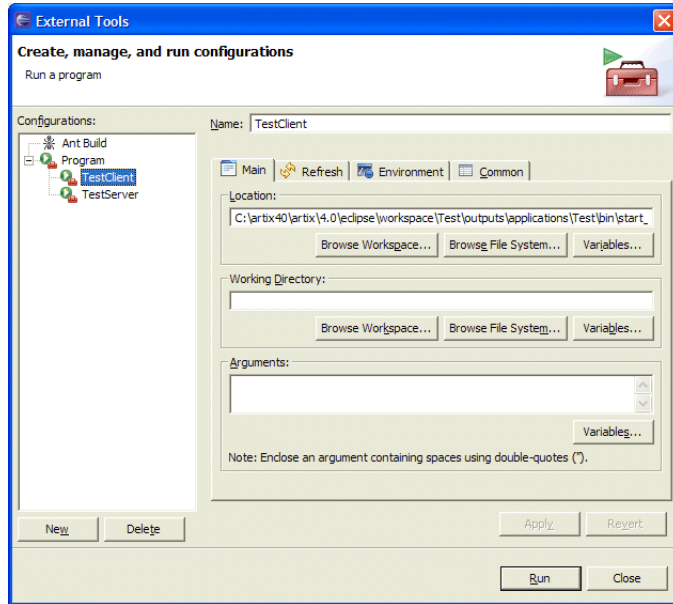 External Tools
Create, manage, and run configurations
Run a program
Configurations:
Ant Build
Program
TestClient
TestServer
New Delete
Name: TestClient
Main Refresh Environment Common
Location:
C:\artix40\artix\4.0\eclipse\workspace\Test\outputs\applications\Test\bin\start_
Browse Workspace... Browse File System... Variables...
Working Directory:
Browse Workspace... Browse File System... Variables...
Arguments:
Variables...
Note: Enclose an argument containing spaces using double-quotes (").
Apply Revert
Run Close